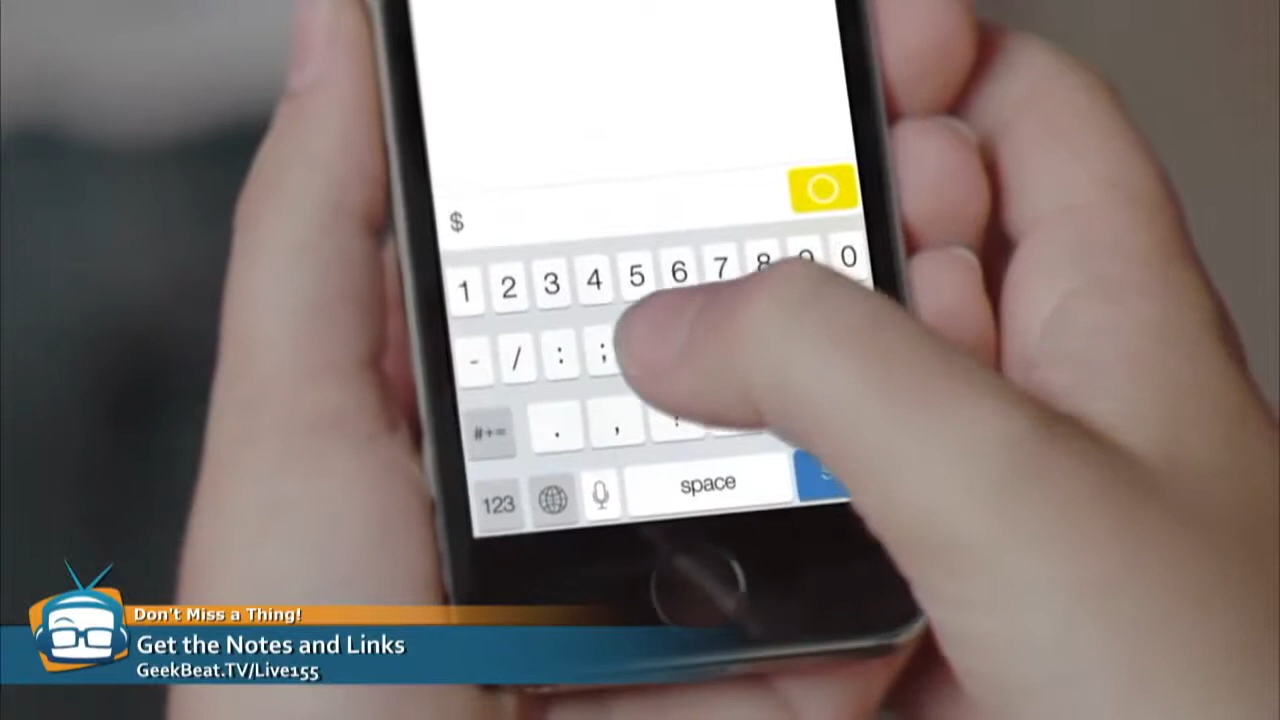 $
1 2 3 4 5 6 7 8 9 0
- / : ;
#+= . ,
123 space
Don't Miss a Thing!
Get the Notes and Links
GeekBeat.TV/Live155